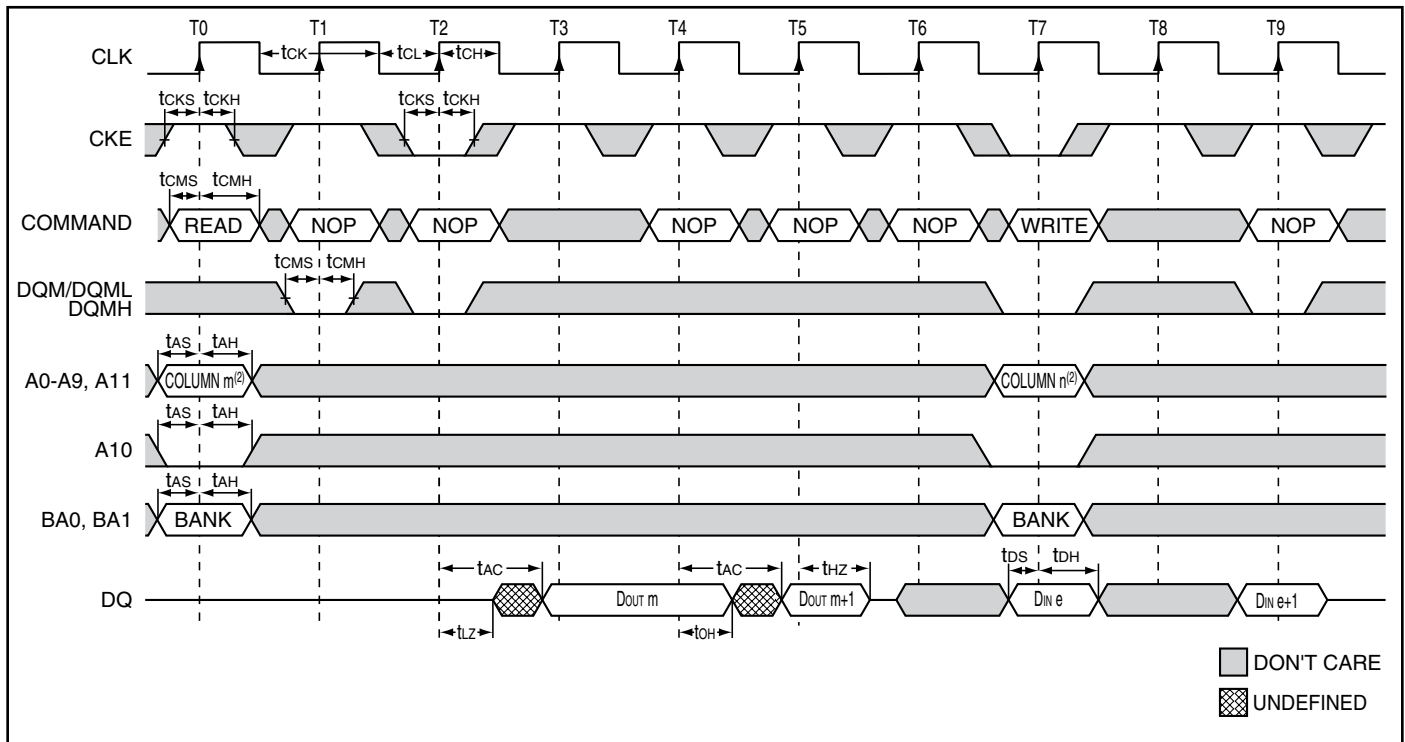 T0 T1 T2 T3 T4 T5 T6 T7 T8 T9
CLK tCK tCL tCH
tCKS tCKH tCKS tCKH
CKE
tCMS tCMH
COMMAND READ NOP NOP NOP NOP NOP WRITE NOP
tCMS tCMH
DQM/DQML
DQMH
tAS tAH
A0-A9, A11 COLUMN m(2) COLUMN n(2)
tAS tAH
A10
tAS tAH
BA0, BA1 BANK BANK
tAC tAC tHZ tDS tDH
DQ DOUT m DOUT m+1 DIN e DIN e+1
tLZ tOH
DON'T CARE
UNDEFINED